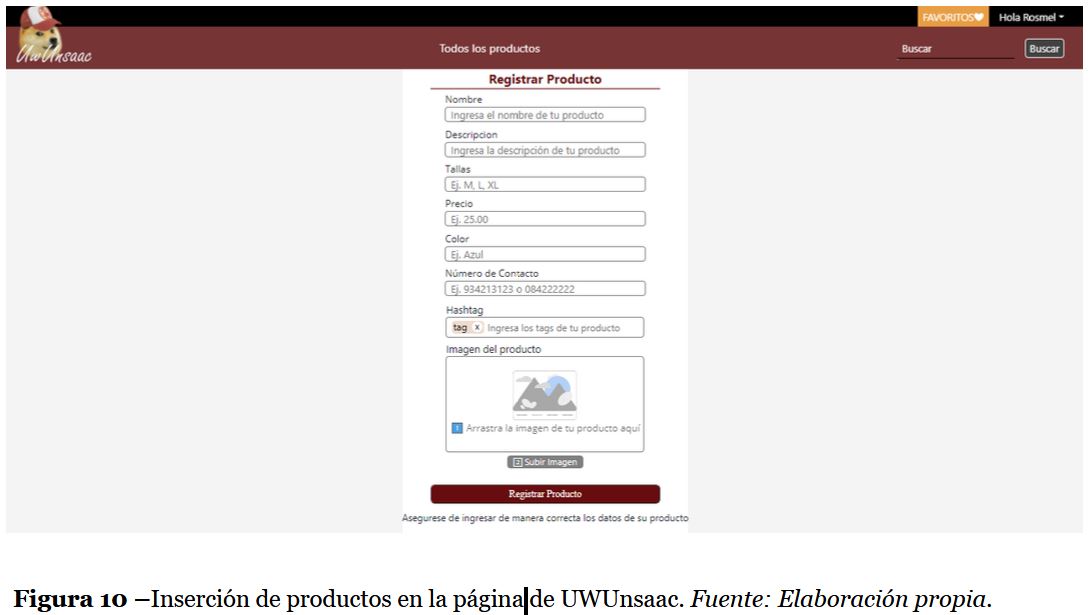 FAVORITOS Hola Rosmel
UwUnsaac
Todos los productos
Buscar Buscar
Registrar Producto
Nombre
Ingresa el nombre de tu producto
Descripcion
Ingresa la descripción de tu producto
Tallas
Ej. M, L, XL
Precio
Ej. 25.00
Color
Ej. Azul
Número de Contacto
Ej. 934213123 o 084222222
Hashtag
tag x Ingresa los tags de tu producto
Imagen del producto
1 Arrastra la imagen de tu producto aquí
2 Subir Imagen
Registrar Producto
Asegurese de ingresar de manera correcta los datos de su producto
Figura 10 –Inserción de productos en la página de UWUnsaac. Fuente: Elaboración propia.